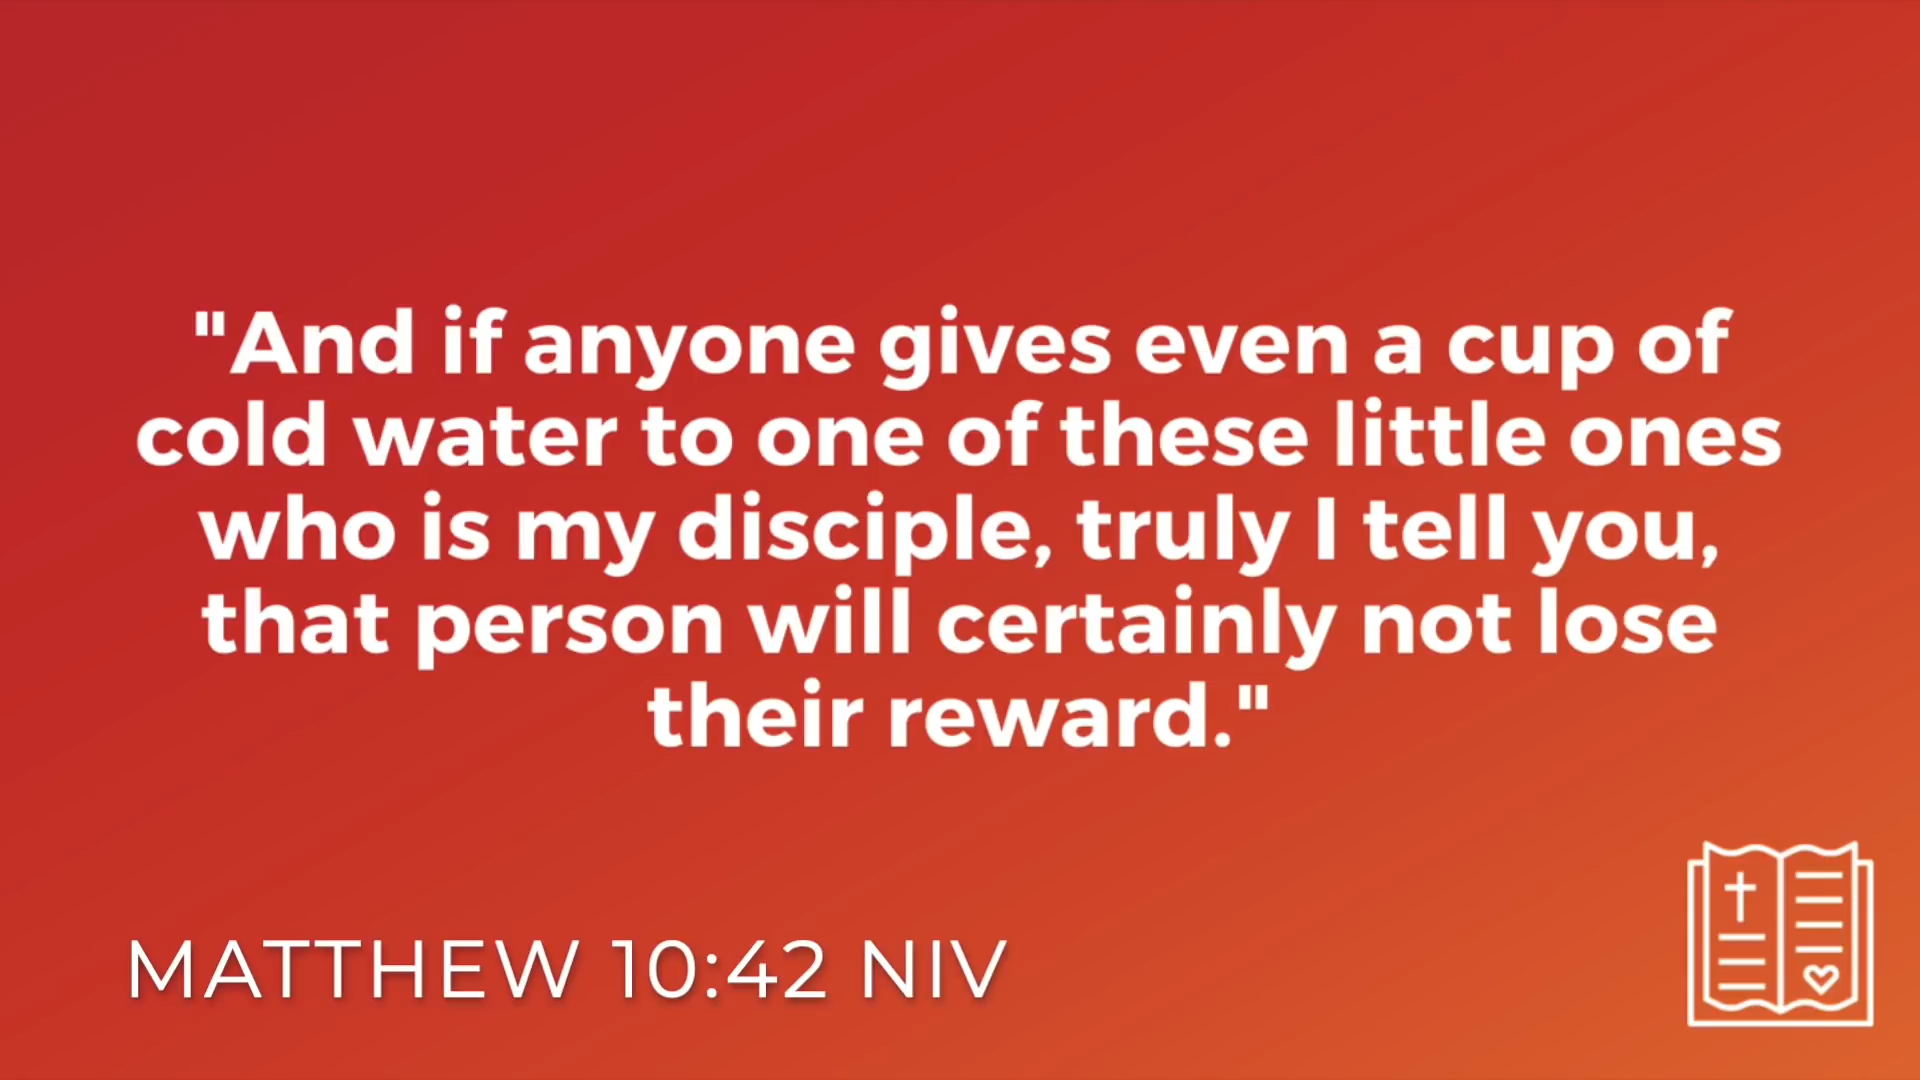 "And if anyone gives even a cup of
cold water to one of these little ones
who is my disciple, truly I tell you,
that person will certainly not lose
their reward."
MATTHEW 10:42 NIV